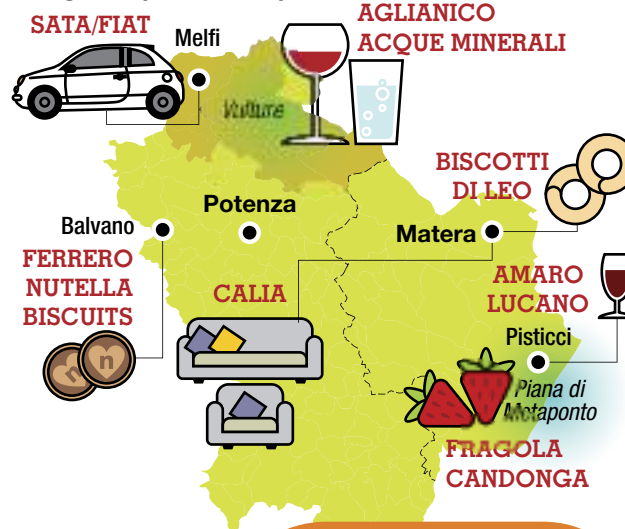 SATA/FIAT
Melfi
AGLIANICO
ACQUE MINERALI
Vulture
BISCOTTI
DI LEO
Potenza
Balvano
Matera
FERRERO
NUTELLA
BISCUITS
CALIA
AMARO
LUCANO
Pisticci
n
n
Piana di
Metaponto
FRAGOLA
CANDONGA